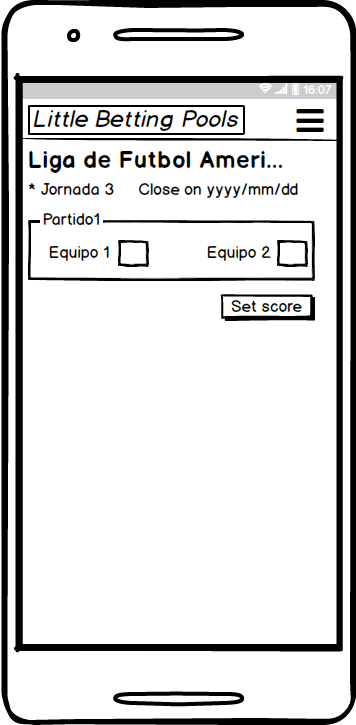 16:07
Little Betting Pools
Liga de Futbol Ameri...
* Jornada 3 Close on yyyy/mm/dd
Partido1
Equipo 1 Equipo 2
Set score